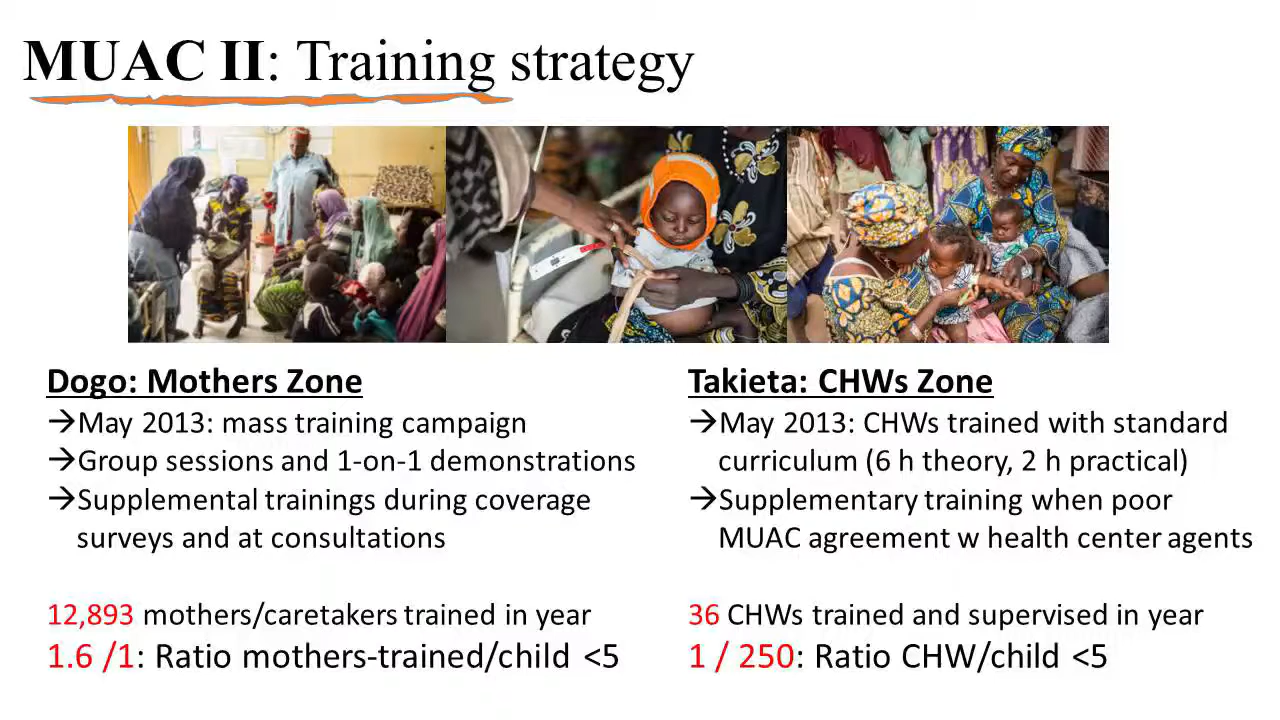 MUAC II: Training strategy
Dogo: Mothers Zone
→May 2013: mass training campaign
→Group sessions and 1-on-1 demonstrations
→Supplemental trainings during coverage
surveys and at consultations
12,893 mothers/caretakers trained in year
1.6 /1: Ratio mothers-trained/child <5
Takieta: CHWs Zone
→May 2013: CHWs trained with standard
curriculum (6 h theory, 2 h practical)
→Supplementary training when poor
MUAC agreement w health center agents
36 CHWs trained and supervised in year
1 / 250: Ratio CHW/child <5